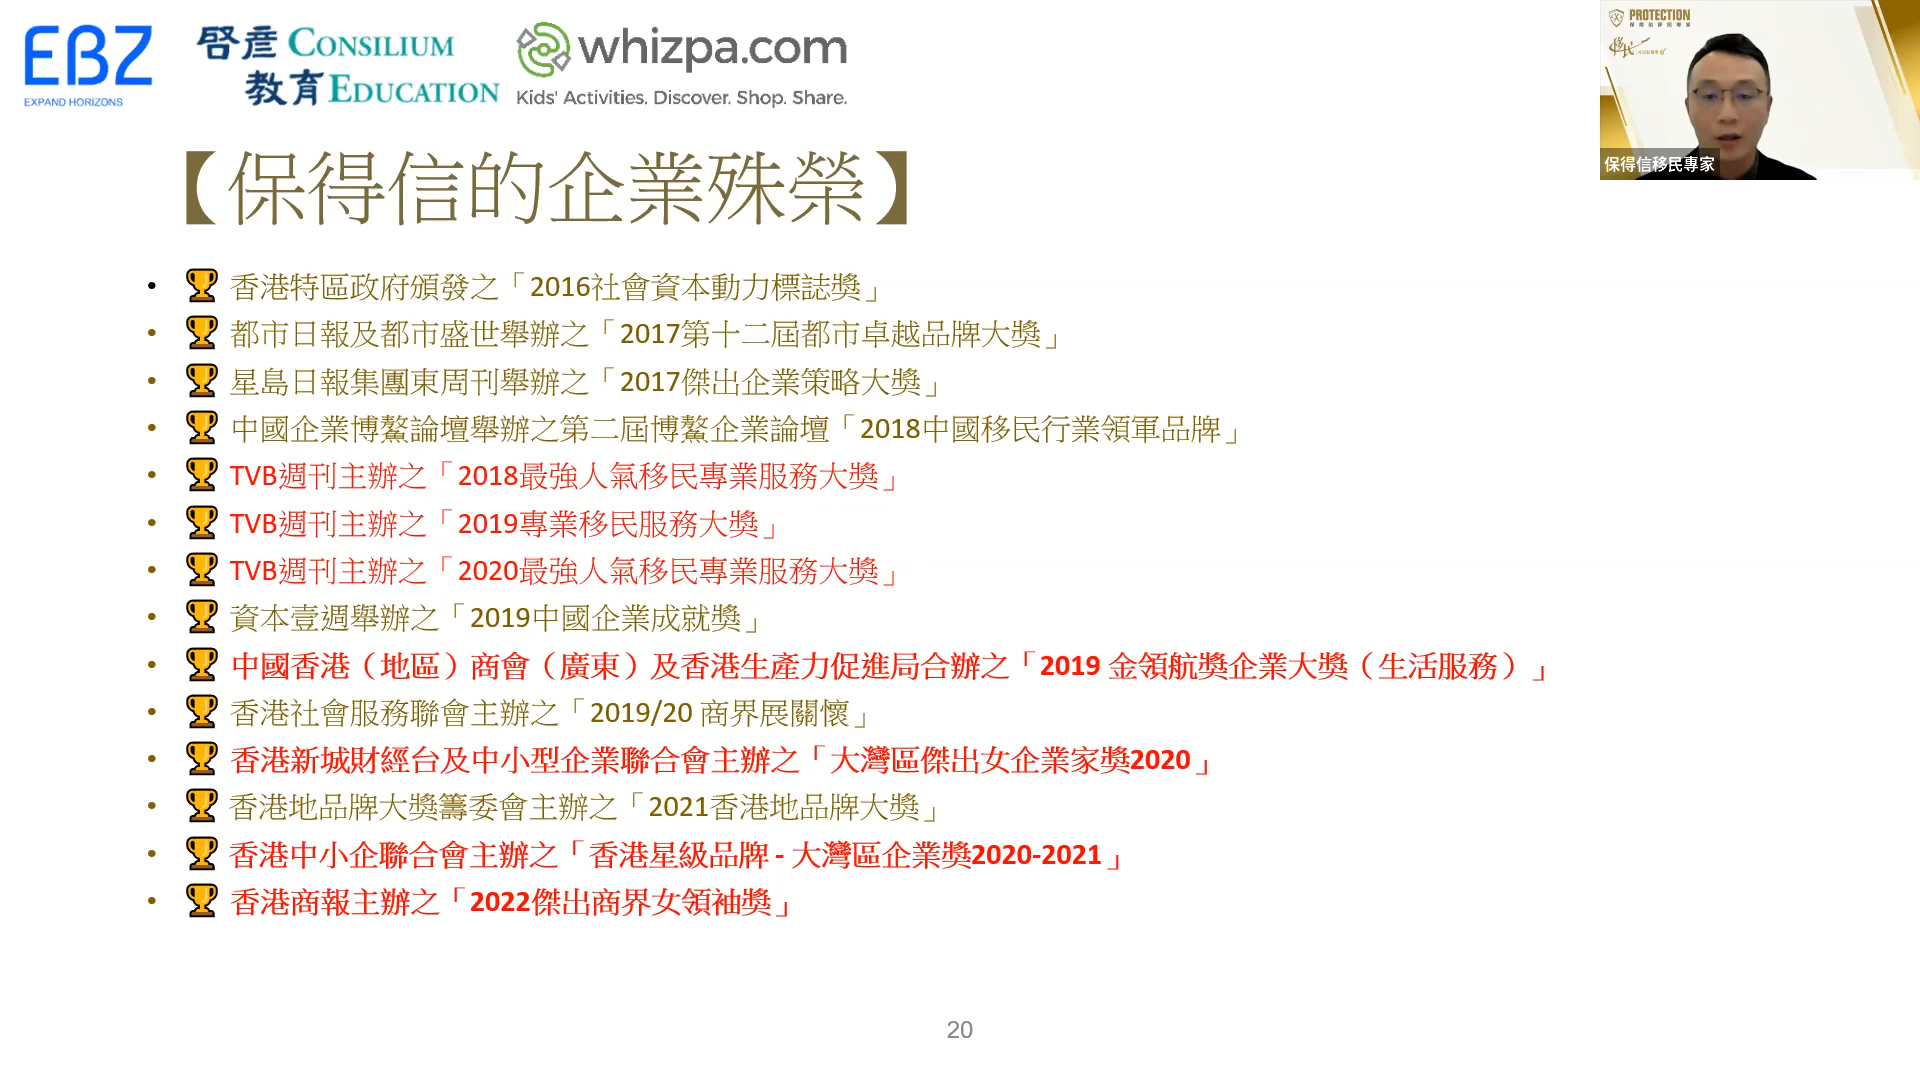 EBZ
EXPAND HORIZONS
啓彥 CONSILIUM
教育 EDUCATION
whizpa.com
Kids' Activities. Discover. Shop. Share.
PROTECTION
保得信移民專家
移民
保得信移民專家
【保得信的企業殊榮】
• 🏆 香港特區政府頒發之「2016社會資本動力標誌獎」
• 🏆 都市日報及都市盛世舉辦之「2017第十二屆都市卓越品牌大獎」
• 🏆 星島日報集團東周刊舉辦之「2017傑出企業策略大獎」
• 🏆 中國企業博鰲論壇舉辦之第二屆博鰲企業論壇「2018中國移民行業領軍品牌」
• 🏆 TVB週刊主辦之「2018最強人氣移民專業服務大獎」
• 🏆 TVB週刊主辦之「2019專業移民服務大獎」
• 🏆 TVB週刊主辦之「2020最強人氣移民專業服務大獎」
• 🏆 資本壹週舉辦之「2019中國企業成就獎」
• 🏆 中國香港（地區）商會（廣東）及香港生產力促進局合辦之「2019 金領航獎企業大獎（生活服務）」
• 🏆 香港社會服務聯會主辦之「2019/20 商界展關懷」
• 🏆 香港新城財經台及中小型企業聯合會主辦之「大灣區傑出女企業家獎2020」
• 🏆 香港地品牌大獎籌委會主辦之「2021香港地品牌大獎」
• 🏆 香港中小企聯合會主辦之「香港星級品牌 - 大灣區企業獎2020-2021」
• 🏆 香港商報主辦之「2022傑出商界女領袖獎」
20